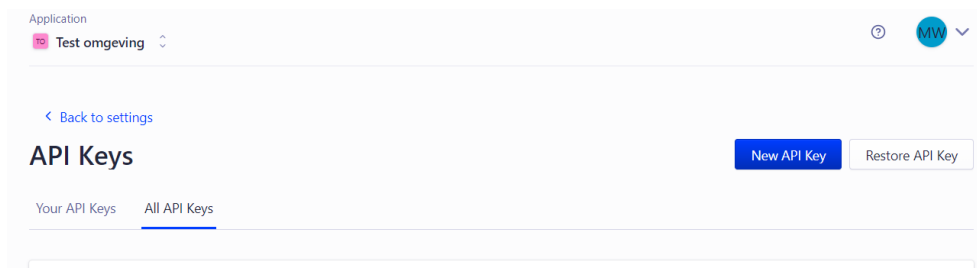 Application
TO Test omgeving
MW
Back to settings
API Keys
New API Key
Restore API Key
Your API Keys
All API Keys